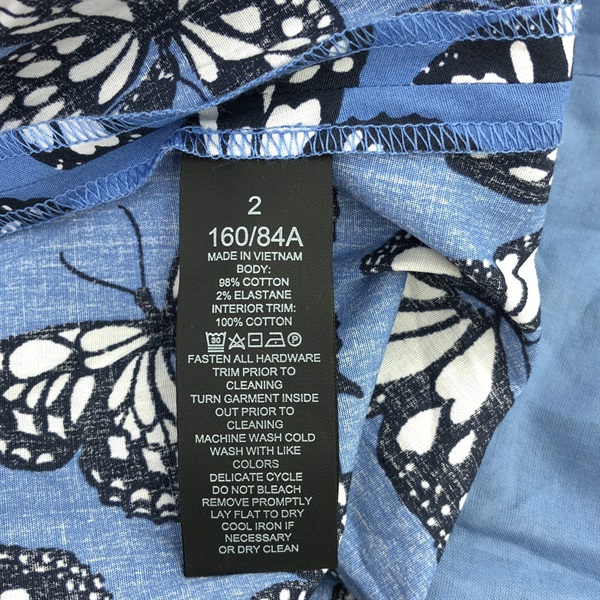 2
160/84A
MADE IN VIETNAM
BODY:
98% COTTON
2% ELASTANE
INTERIOR TRIM:
100% COTTON
FASTEN ALL HARDWARE
TRIM PRIOR TO
CLEANING
TURN GARMENT INSIDE
OUT PRIOR TO
CLEANING
MACHINE WASH COLD
WASH WITH LIKE
COLORS
DELICATE CYCLE
DO NOT BLEACH
REMOVE PROMPTLY
LAY FLAT TO DRY
COOL IRON IF
NECESSARY
OR DRY CLEAN